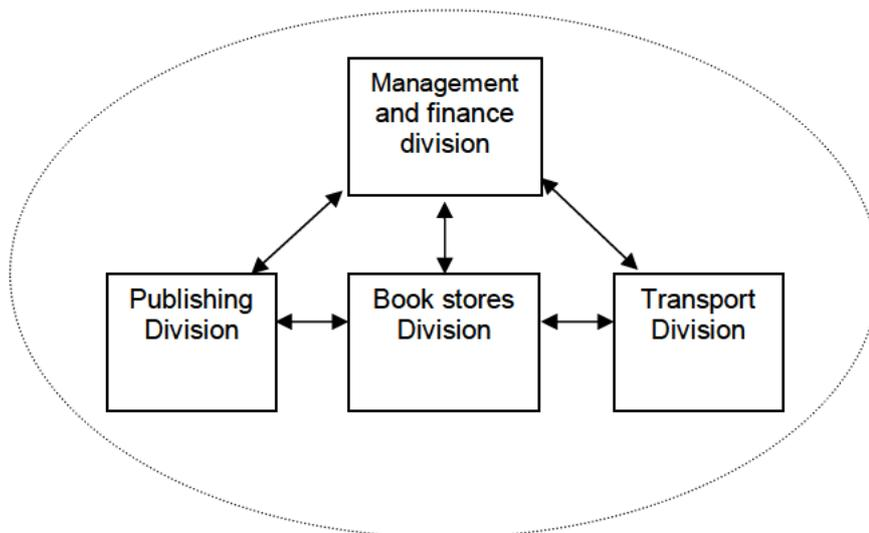 Management
and finance
division
Publishing
Division
Book stores
Division
Transport
Division